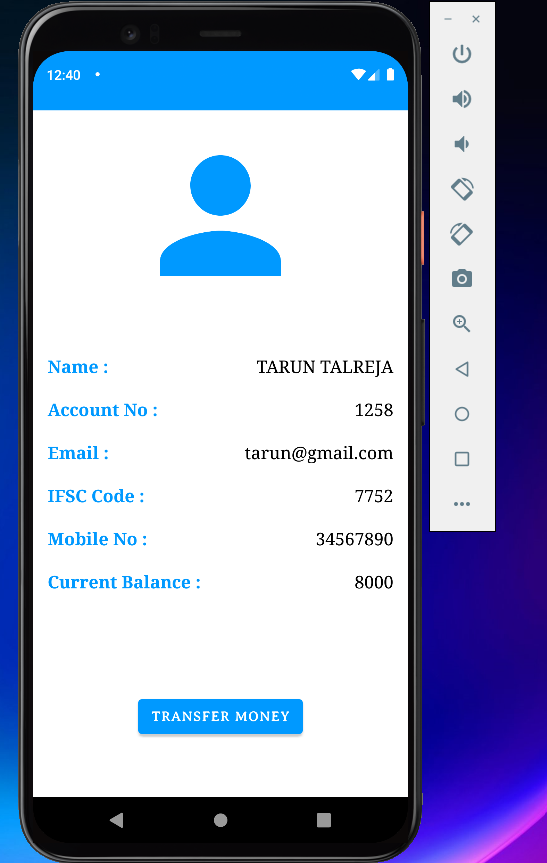 12:40
Name : TARUN TALREJA
Account No : 1258
Email : tarun@gmail.com
IFSC Code : 7752
Mobile No : 34567890
Current Balance : 8000
TRANSFER MONEY